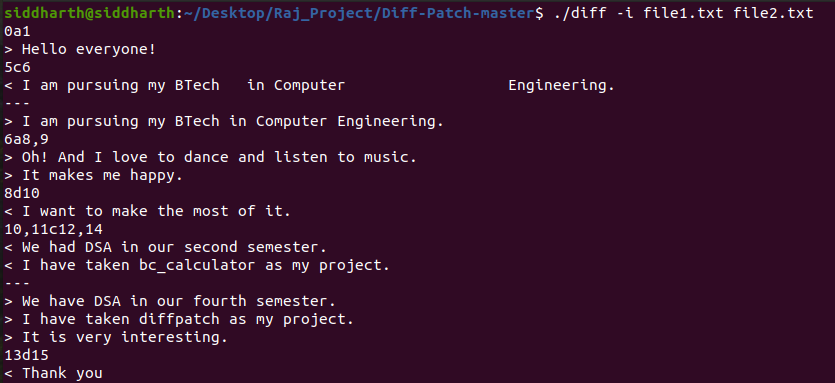 siddharth@siddharth:~/Desktop/Raj_Project/Diff-Patch-master$ ./diff -i file1.txt file2.txt
0a1
> Hello everyone!
5c6
< I am pursuing my BTech   in Computer                    Engineering.
---
> I am pursuing my BTech in Computer Engineering.
6a8,9
> Oh! And I love to dance and listen to music.
> It makes me happy.
8d10
< I want to make the most of it.
10,11c12,14
< We had DSA in our second semester.
< I have taken bc_calculator as my project.
---
> We have DSA in our fourth semester.
> I have taken diffpatch as my project.
> It is very interesting.
13d15
< Thank you